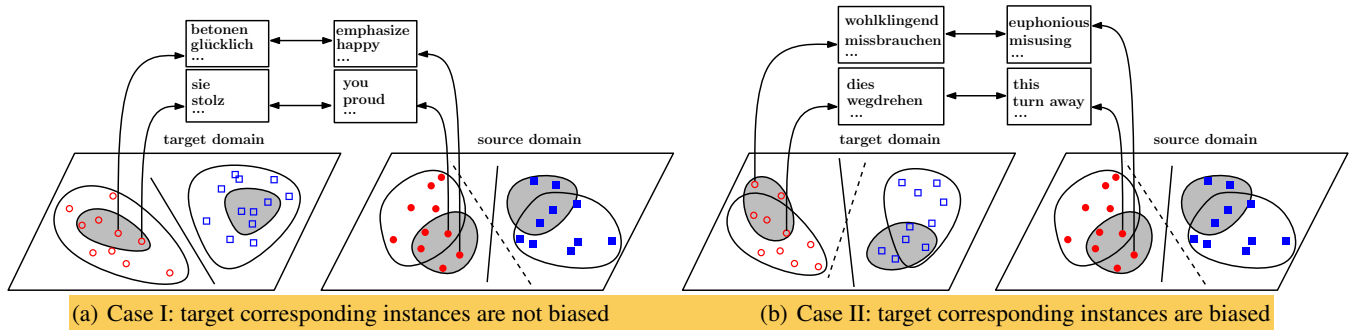 betonen
glücklich
...
emphasize
happy
...
sie
stolz
...
you
proud
...
target domain
source domain
(a) Case I: target corresponding instances are not biased
wohlklingend
missbrauchen
...
euphonious
misusing
...
dies
wegdrehen
...
this
turn away
...
target domain
source domain
(b) Case II: target corresponding instances are biased